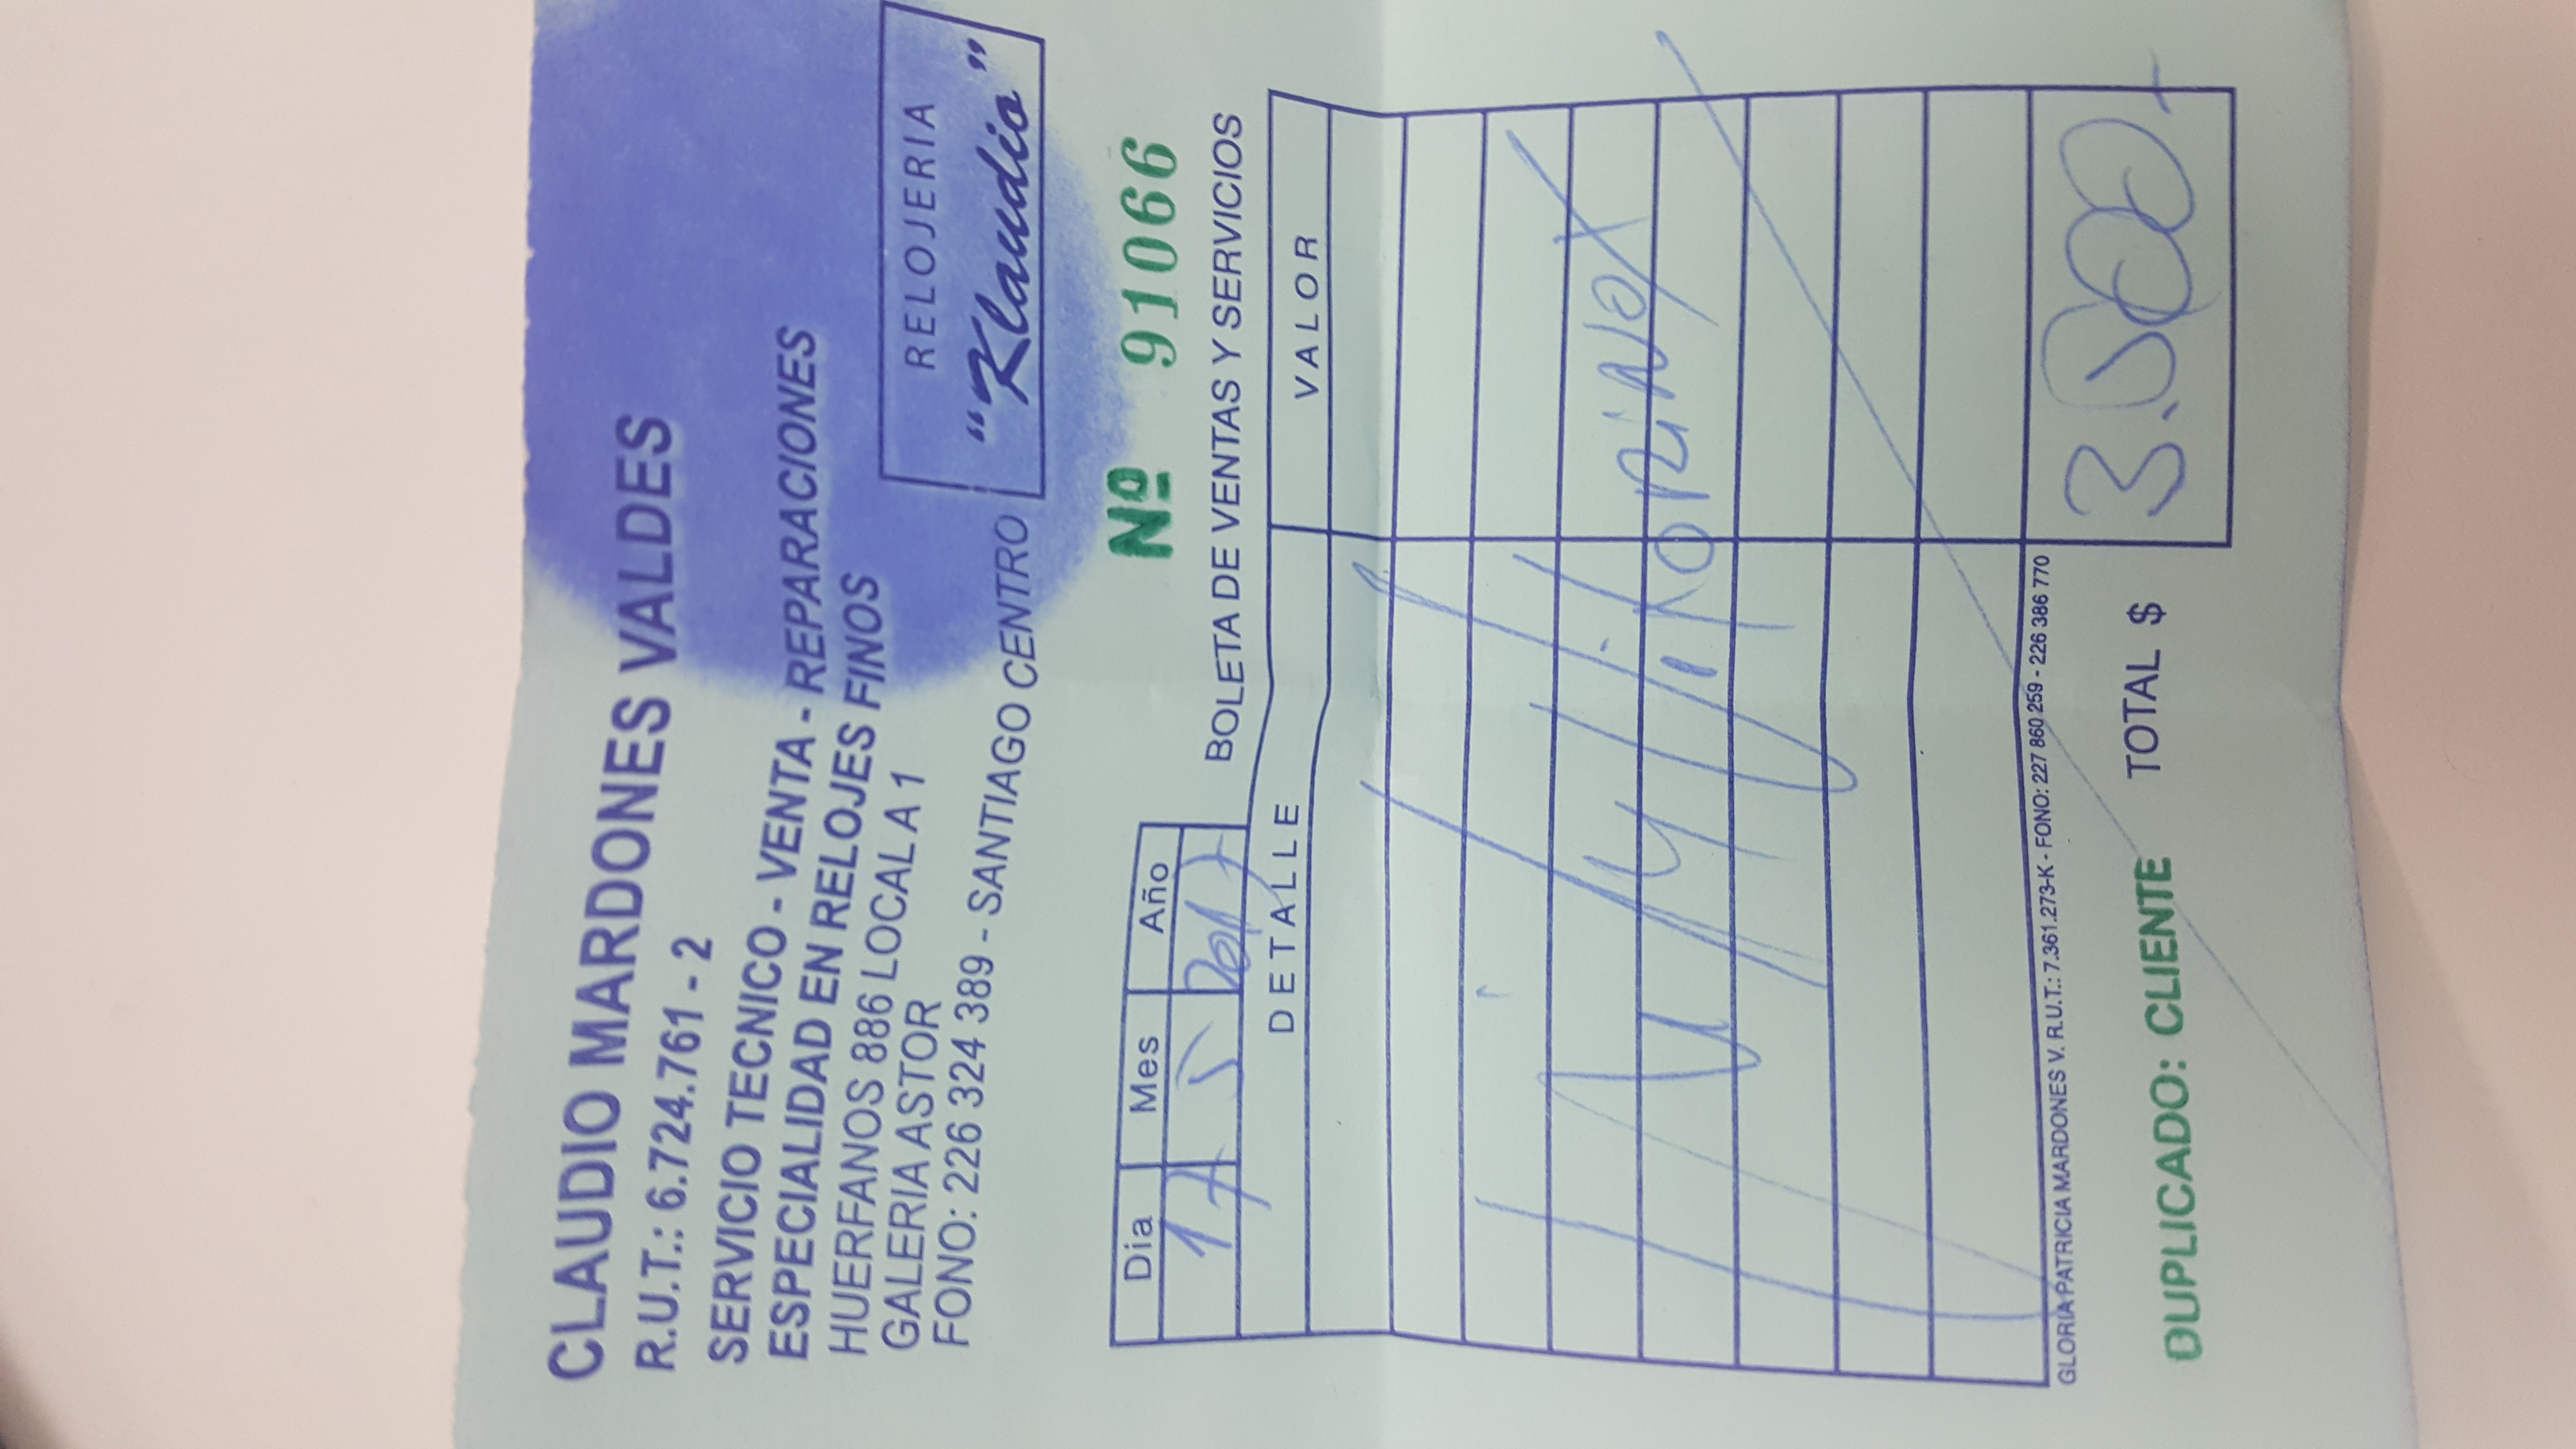 CLAUDIO MARDONES VALDES
R.U.T.: 6.724.761 - 2
SERVICIO TECNICO - VENTA - REPARACIONES
ESPECIALIDAD EN RELOJES FINOS
HUERFANOS 886 LOCAL A 1
GALERIA ASTOR
FONO: 226 324 389 - SANTIAGO CENTRO
RELOJERIA
"Klaudio"
Nº 91066
Dia Mes Año
17 5 2017
BOLETA DE VENTAS Y SERVICIOS
DETALLE VALOR
VitoRiNOX
GLORIA PATRICIA MARDONES V. R.U.T.: 7.361.273-K - FONO: 227 860 259 - 226 386 770
DUPLICADO: CLIENTE TOTAL $